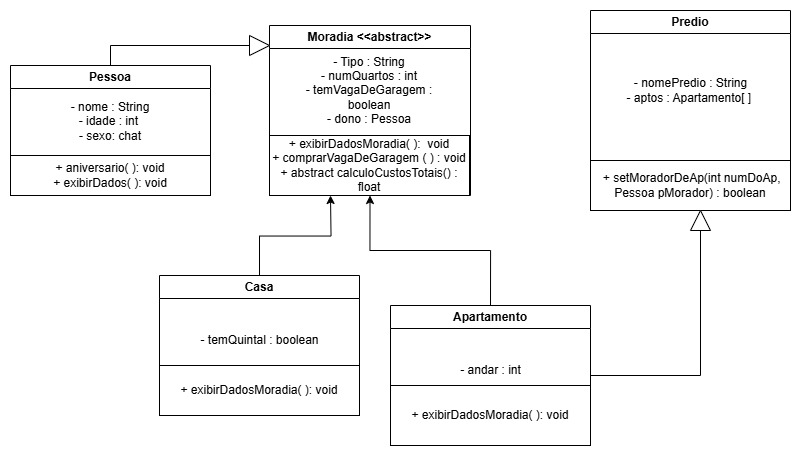 Pessoa
- nome : String
- idade : int
- sexo: chat
+ aniversario( ): void
+ exibirDados( ): void
Moradia <<abstract>>
- Tipo : String
- numQuartos : int
- temVagaDeGaragem :
boolean
- dono : Pessoa
+ exibirDadosMoradia( ): void
+ comprarVagaDeGaragem ( ) : void
+ abstract calculoCustosTotais() :
float
Predio
- nomePredio : String
- aptos : Apartamento[ ]
+ setMoradorDeAp(int numDoAp,
Pessoa pMorador) : boolean
Casa
- temQuintal : boolean
+ exibirDadosMoradia( ): void
Apartamento
- andar : int
+ exibirDadosMoradia( ): void